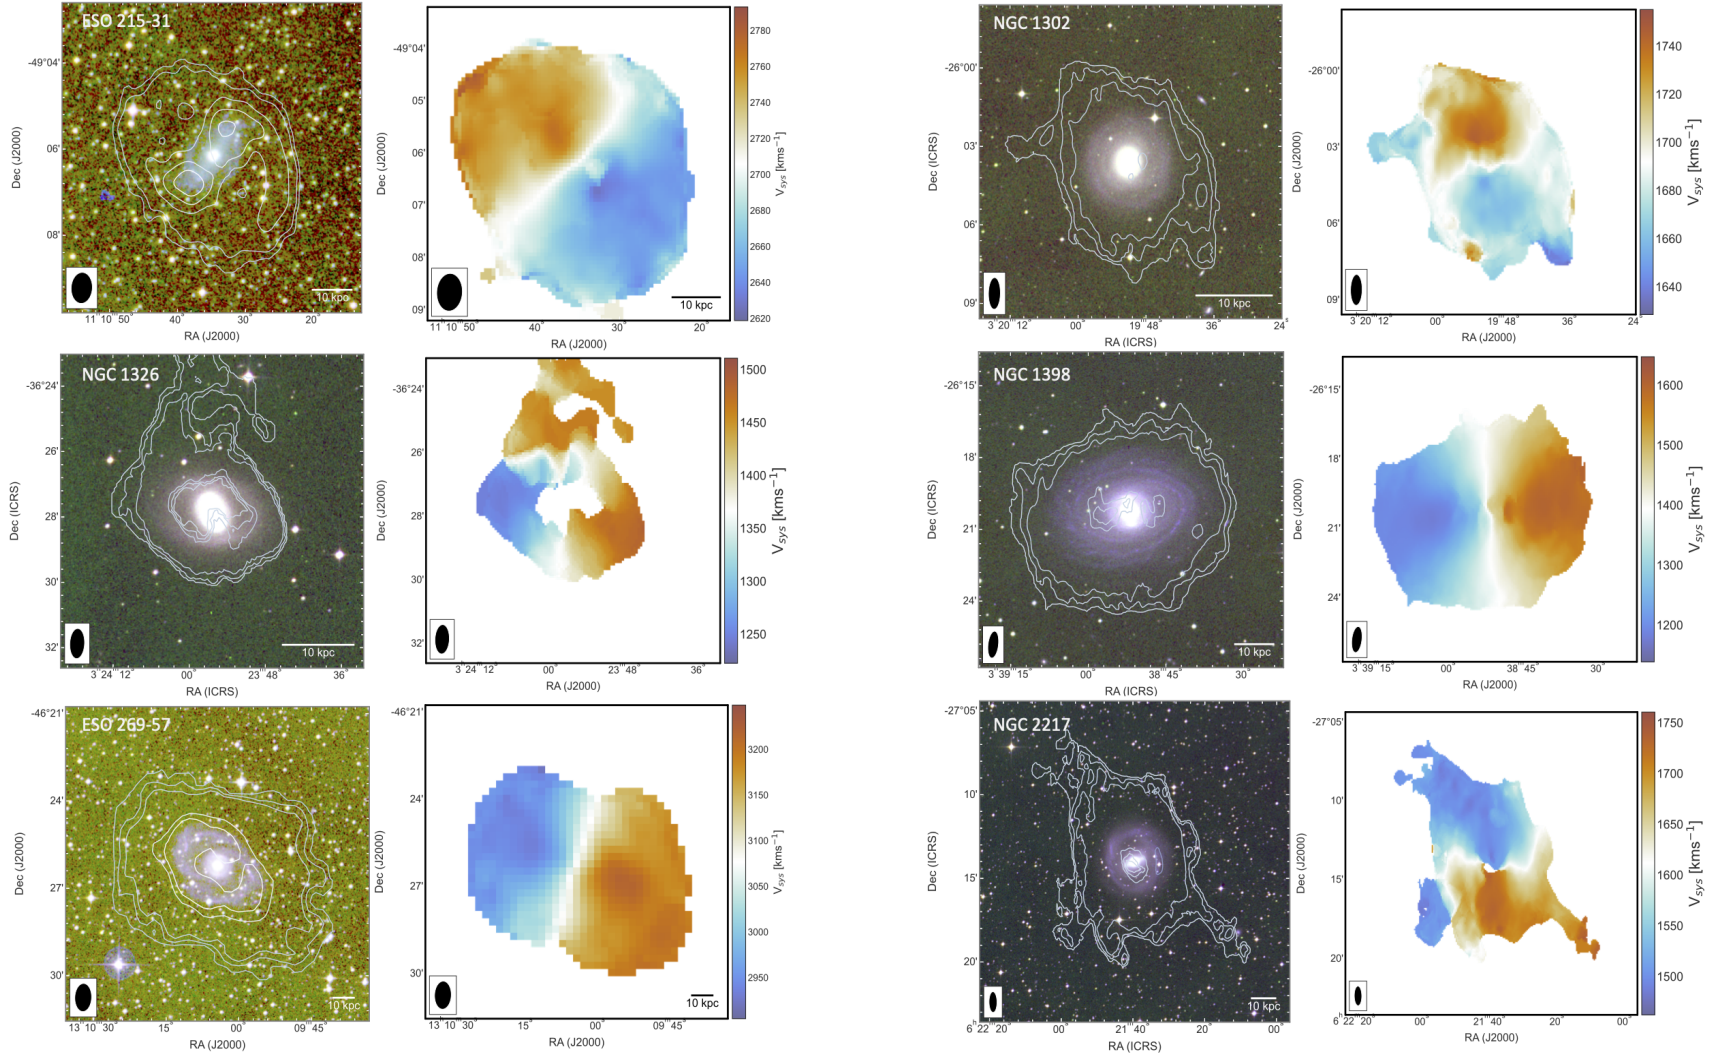 ESO 215-31
-49°04'
06'
08'
Dec (J2000)
10 kpc
11ʰ10ᵐ50ˢ
40ˢ
30ˢ
20ˢ
RA (J2000)
-49°04'
05'
06'
07'
08'
09'
Dec (J2000)
10 kpc
11ʰ10ᵐ50ˢ
40ˢ
30ˢ
20ˢ
RA (J2000)
2780
2760
2740
2720
2700
2680
2660
2640
2620
Vsys [kms⁻¹]
NGC 1302
-26°00'
03'
06'
09'
Dec (ICRS)
10 kpc
3ʰ20ᵐ12ˢ
00ˢ
19ᵐ48ˢ
36ˢ
24ˢ
RA (ICRS)
-26°00'
03'
06'
09'
Dec (J2000)
3ʰ20ᵐ12ˢ
00ˢ
19ᵐ48ˢ
36ˢ
24ˢ
RA (J2000)
1740
1720
1700
1680
1660
1640
Vsys [kms⁻¹]
NGC 1326
-36°24'
26'
28'
30'
32'
Dec (ICRS)
10 kpc
3ʰ24ᵐ12ˢ
00ˢ
23ᵐ48ˢ
36ˢ
RA (ICRS)
-36°24'
26'
28'
30'
32'
Dec (J2000)
3ʰ24ᵐ12ˢ
00ˢ
23ᵐ48ˢ
36ˢ
RA (J2000)
1500
1450
1400
1350
1300
1250
Vsys [kms⁻¹]
NGC 1398
-26°15'
18'
21'
24'
Dec (ICRS)
10 kpc
3ʰ39ᵐ15ˢ
00ˢ
38ᵐ45ˢ
30ˢ
RA (ICRS)
-26°15'
18'
21'
24'
Dec (J2000)
3ʰ39ᵐ15ˢ
00ˢ
38ᵐ45ˢ
30ˢ
RA (J2000)
1600
1500
1400
1300
1200
Vsys [kms⁻¹]
ESO 269-57
-46°21'
24'
27'
30'
Dec (J2000)
10 kpc
13ʰ10ᵐ30ˢ
15ˢ
00ˢ
09ᵐ45ˢ
RA (J2000)
-46°21'
24'
27'
30'
Dec (J2000)
10 kpc
13ʰ10ᵐ30ˢ
15ˢ
00ˢ
09ᵐ45ˢ
RA (J2000)
3200
3150
3100
3050
3000
2950
Vsys [kms⁻¹]
NGC 2217
-27°05'
10'
15'
20'
Dec (ICRS)
10 kpc
6ʰ22ᵐ20ˢ
00ˢ
21ᵐ40ˢ
20ˢ
00ˢ
RA (ICRS)
-27°05'
10'
15'
20'
Dec (J2000)
6ʰ22ᵐ20ˢ
00ˢ
21ᵐ40ˢ
20ˢ
00ˢ
RA (J2000)
1750
1700
1650
1600
1550
1500
Vsys [kms⁻¹]